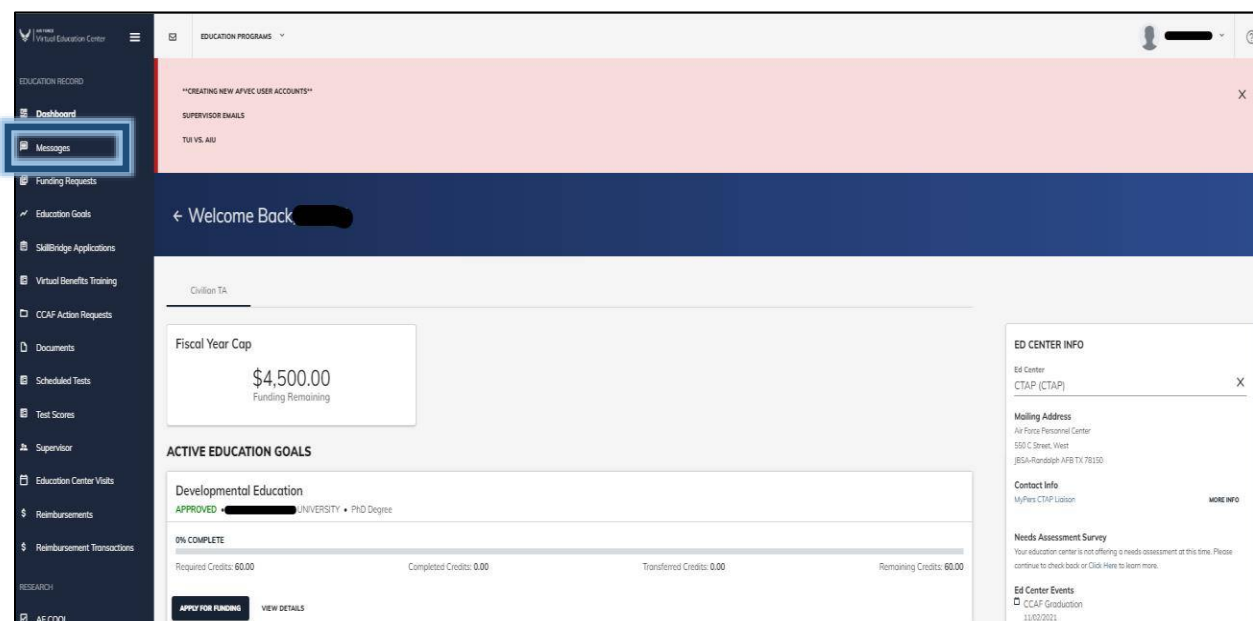 AIR FORCE
Virtual Education Center
EDUCATION PROGRAMS
EDUCATION RECORD
Dashboard
Messages
Funding Requests
Education Goals
SkillBridge Applications
Virtual Benefits Training
CCAF Action Requests
Documents
Scheduled Tests
Test Scores
Supervisor
Education Center Visits
$ Reimbursements
$ Reimbursement Transactions
RESEARCH
AF COOL
**CREATING NEW AFVEC USER ACCOUNTS**
X
SUPERVISOR EMAILS
TUI VS. AIU
← Welcome Back,
Civilian TA
Fiscal Year Cap
$4,500.00
Funding Remaining
ACTIVE EDUCATION GOALS
Developmental Education
APPROVED • UNIVERSITY • PhD Degree
0% COMPLETE
Required Credits: 60.00 Completed Credits: 0.00 Transferred Credits: 0.00 Remaining Credits: 60.00
APPLY FOR FUNDING VIEW DETAILS
ED CENTER INFO
Ed Center
CTAP (CTAP) X
Mailing Address
Air Force Personnel Center
550 C Street, West
JBSA-Randolph AFB TX 78150
Contact Info
MyPers CTAP Liaison MORE INFO
Needs Assessment Survey
Your education center is not offering a needs assessment at this time. Please
continue to check back or Click Here to learn more.
Ed Center Events
CCAF Graduation
11/02/2021